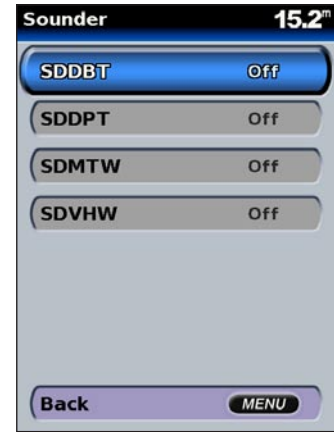 Sounder 15.2m
SDDBT Off
SDDPT Off
SDMTW Off
SDVHW Off
Back MENU